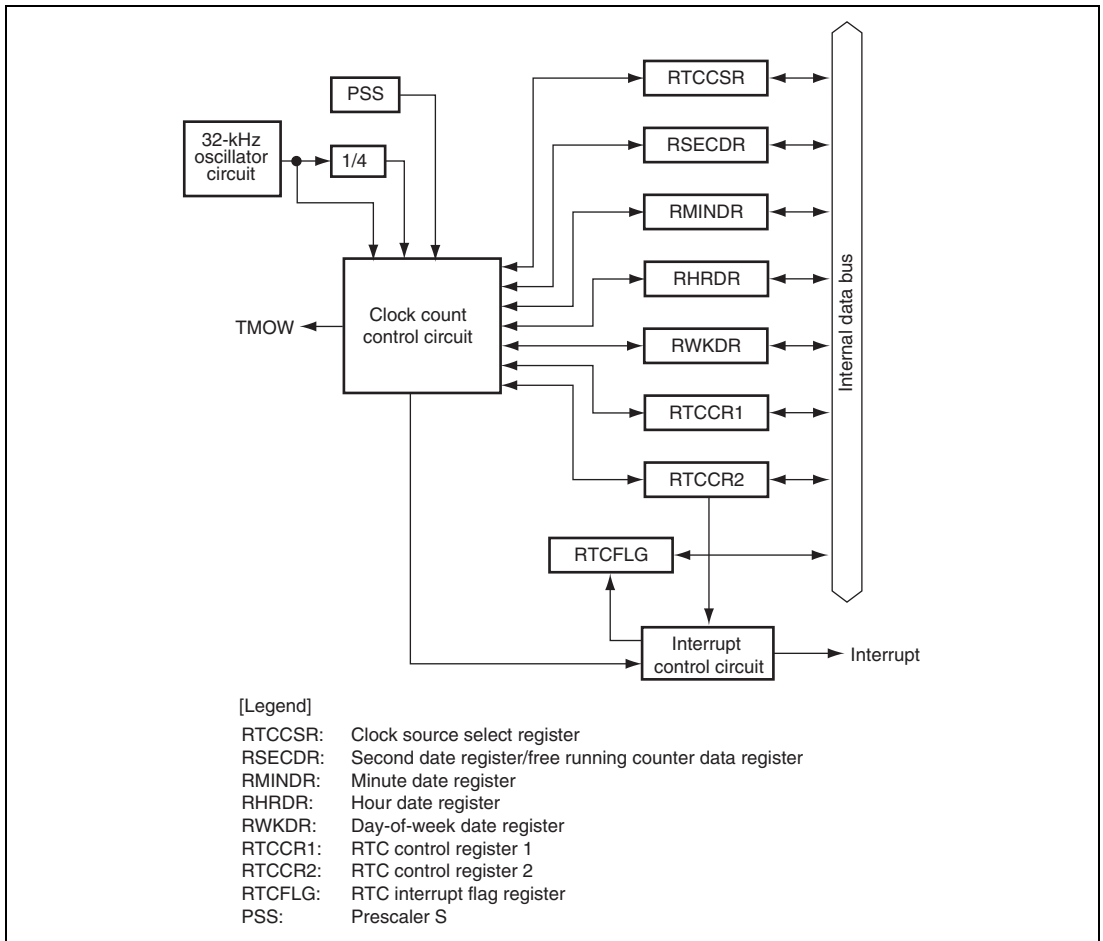 RTCCSR
PSS
32-kHz
oscillator
circuit
1/4
RSECDR
RMINDR
RHRDR
Internal data bus
Clock count
control circuit
TMOW
RWKDR
RTCCR1
RTCCR2
RTCFLG
Interrupt
control circuit
Interrupt
[Legend]
RTCCSR: Clock source select register
RSECDR: Second date register/free running counter data register
RMINDR: Minute date register
RHRDR: Hour date register
RWKDR: Day-of-week date register
RTCCR1: RTC control register 1
RTCCR2: RTC control register 2
RTCFLG: RTC interrupt flag register
PSS: Prescaler S